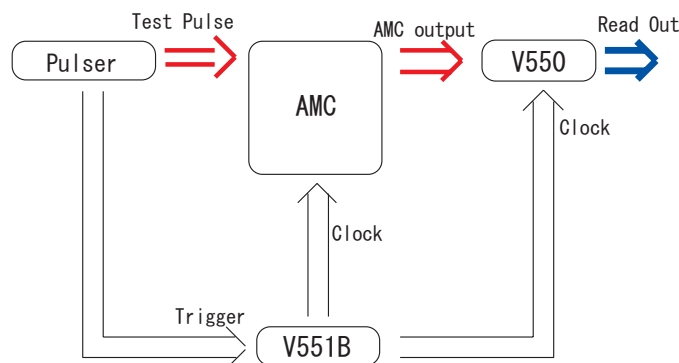 Test Pulse
AMC output
Read Out
Pulser
AMC
V550
Clock
Clock
Trigger
V551B